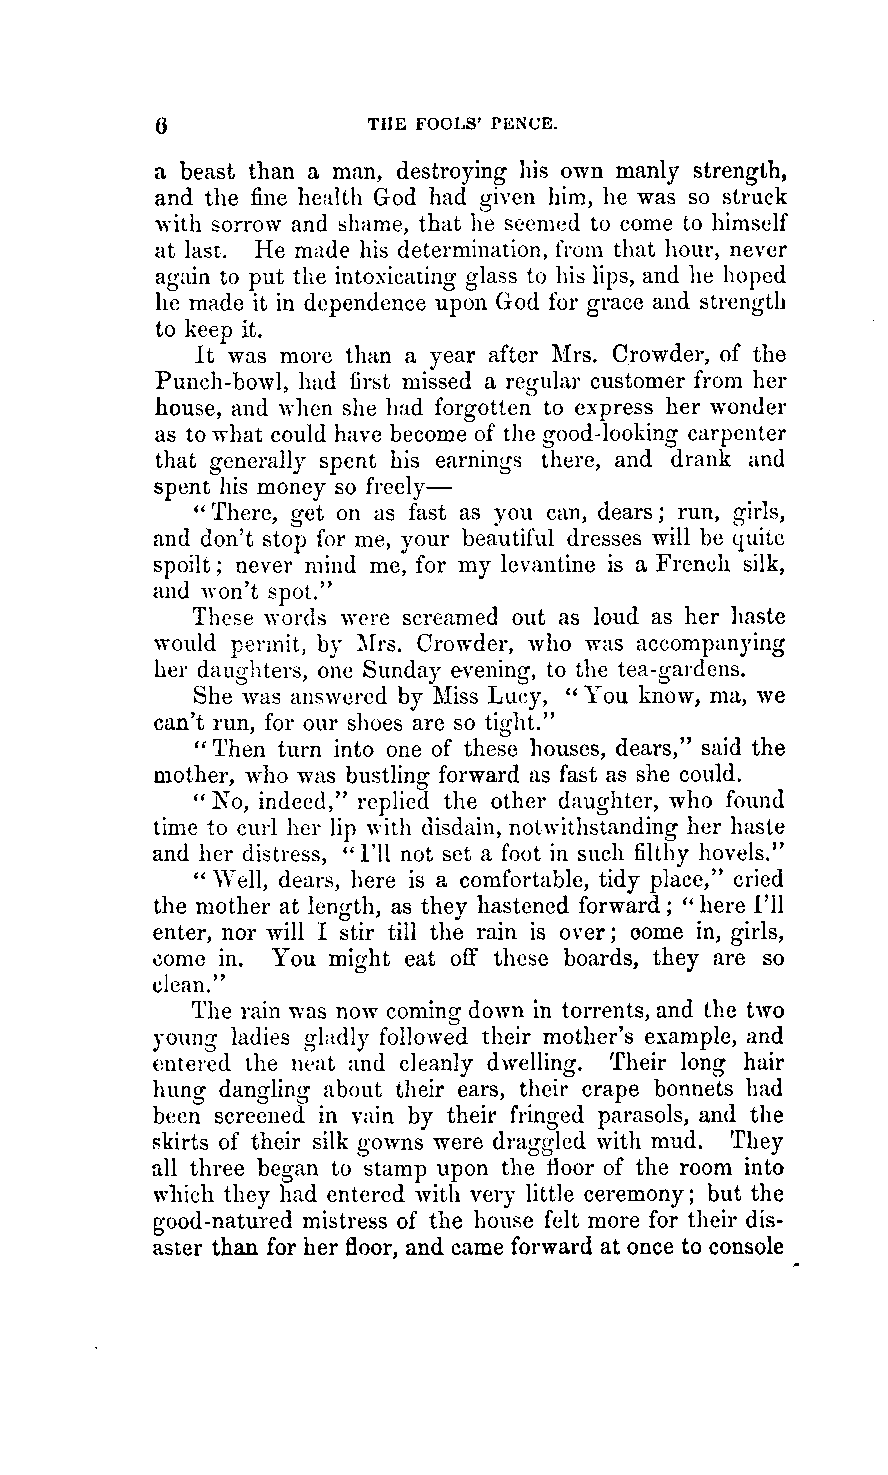 6 THE FOOLS' PENCE.
a beast than a man, destroying his own manly strength,
and the fine health God had given him, he was so struck
with sorrow and shame, that he seemed to come to himself
at last. He made his determination, from that hour, never
again to put the intoxicating glass to his lips, and he hoped
he made it in dependence upon God for grace and strength
to keep it.
It was more than a year after Mrs. Crowder, of the
Punch-bowl, had first missed a regular customer from her
house, and when she had forgotten to express her wonder
as to what could have become of the good-looking carpenter
that generally spent his earnings there, and drank and
spent his money so freely—
"There, get on as fast as you can, dears; run, girls,
and don't stop for me, your beautiful dresses will be quite
spoilt; never mind me, for my levantine is a French silk,
and won't spot."
These words were screamed out as loud as her haste
would permit, by Mrs. Crowder, who was accompanying
her daughters, one Sunday evening, to the tea-gardens.
She was answered by Miss Lucy, "You know, ma, we
can't run, for our shoes are so tight."
"Then turn into one of these houses, dears," said the
mother, who was bustling forward as fast as she could.
"No, indeed," replied the other daughter, who found
time to curl her lip with disdain, notwithstanding her haste
and her distress, "I'll not set a foot in such filthy hovels."
"Well, dears, here is a comfortable, tidy place," cried
the mother at length, as they hastened forward; "here I'll
enter, nor will I stir till the rain is over; come in, girls,
come in. You might eat off these boards, they are so
clean."
The rain was now coming down in torrents, and the two
young ladies gladly followed their mother's example, and
entered the neat and cleanly dwelling. Their long hair
hung dangling about their ears, their crape bonnets had
been screened in vain by their fringed parasols, and the
skirts of their silk gowns were draggled with mud. They
all three began to stamp upon the floor of the room into
which they had entered with very little ceremony; but the
good-natured mistress of the house felt more for their dis-
aster than for her floor, and came forward at once to console